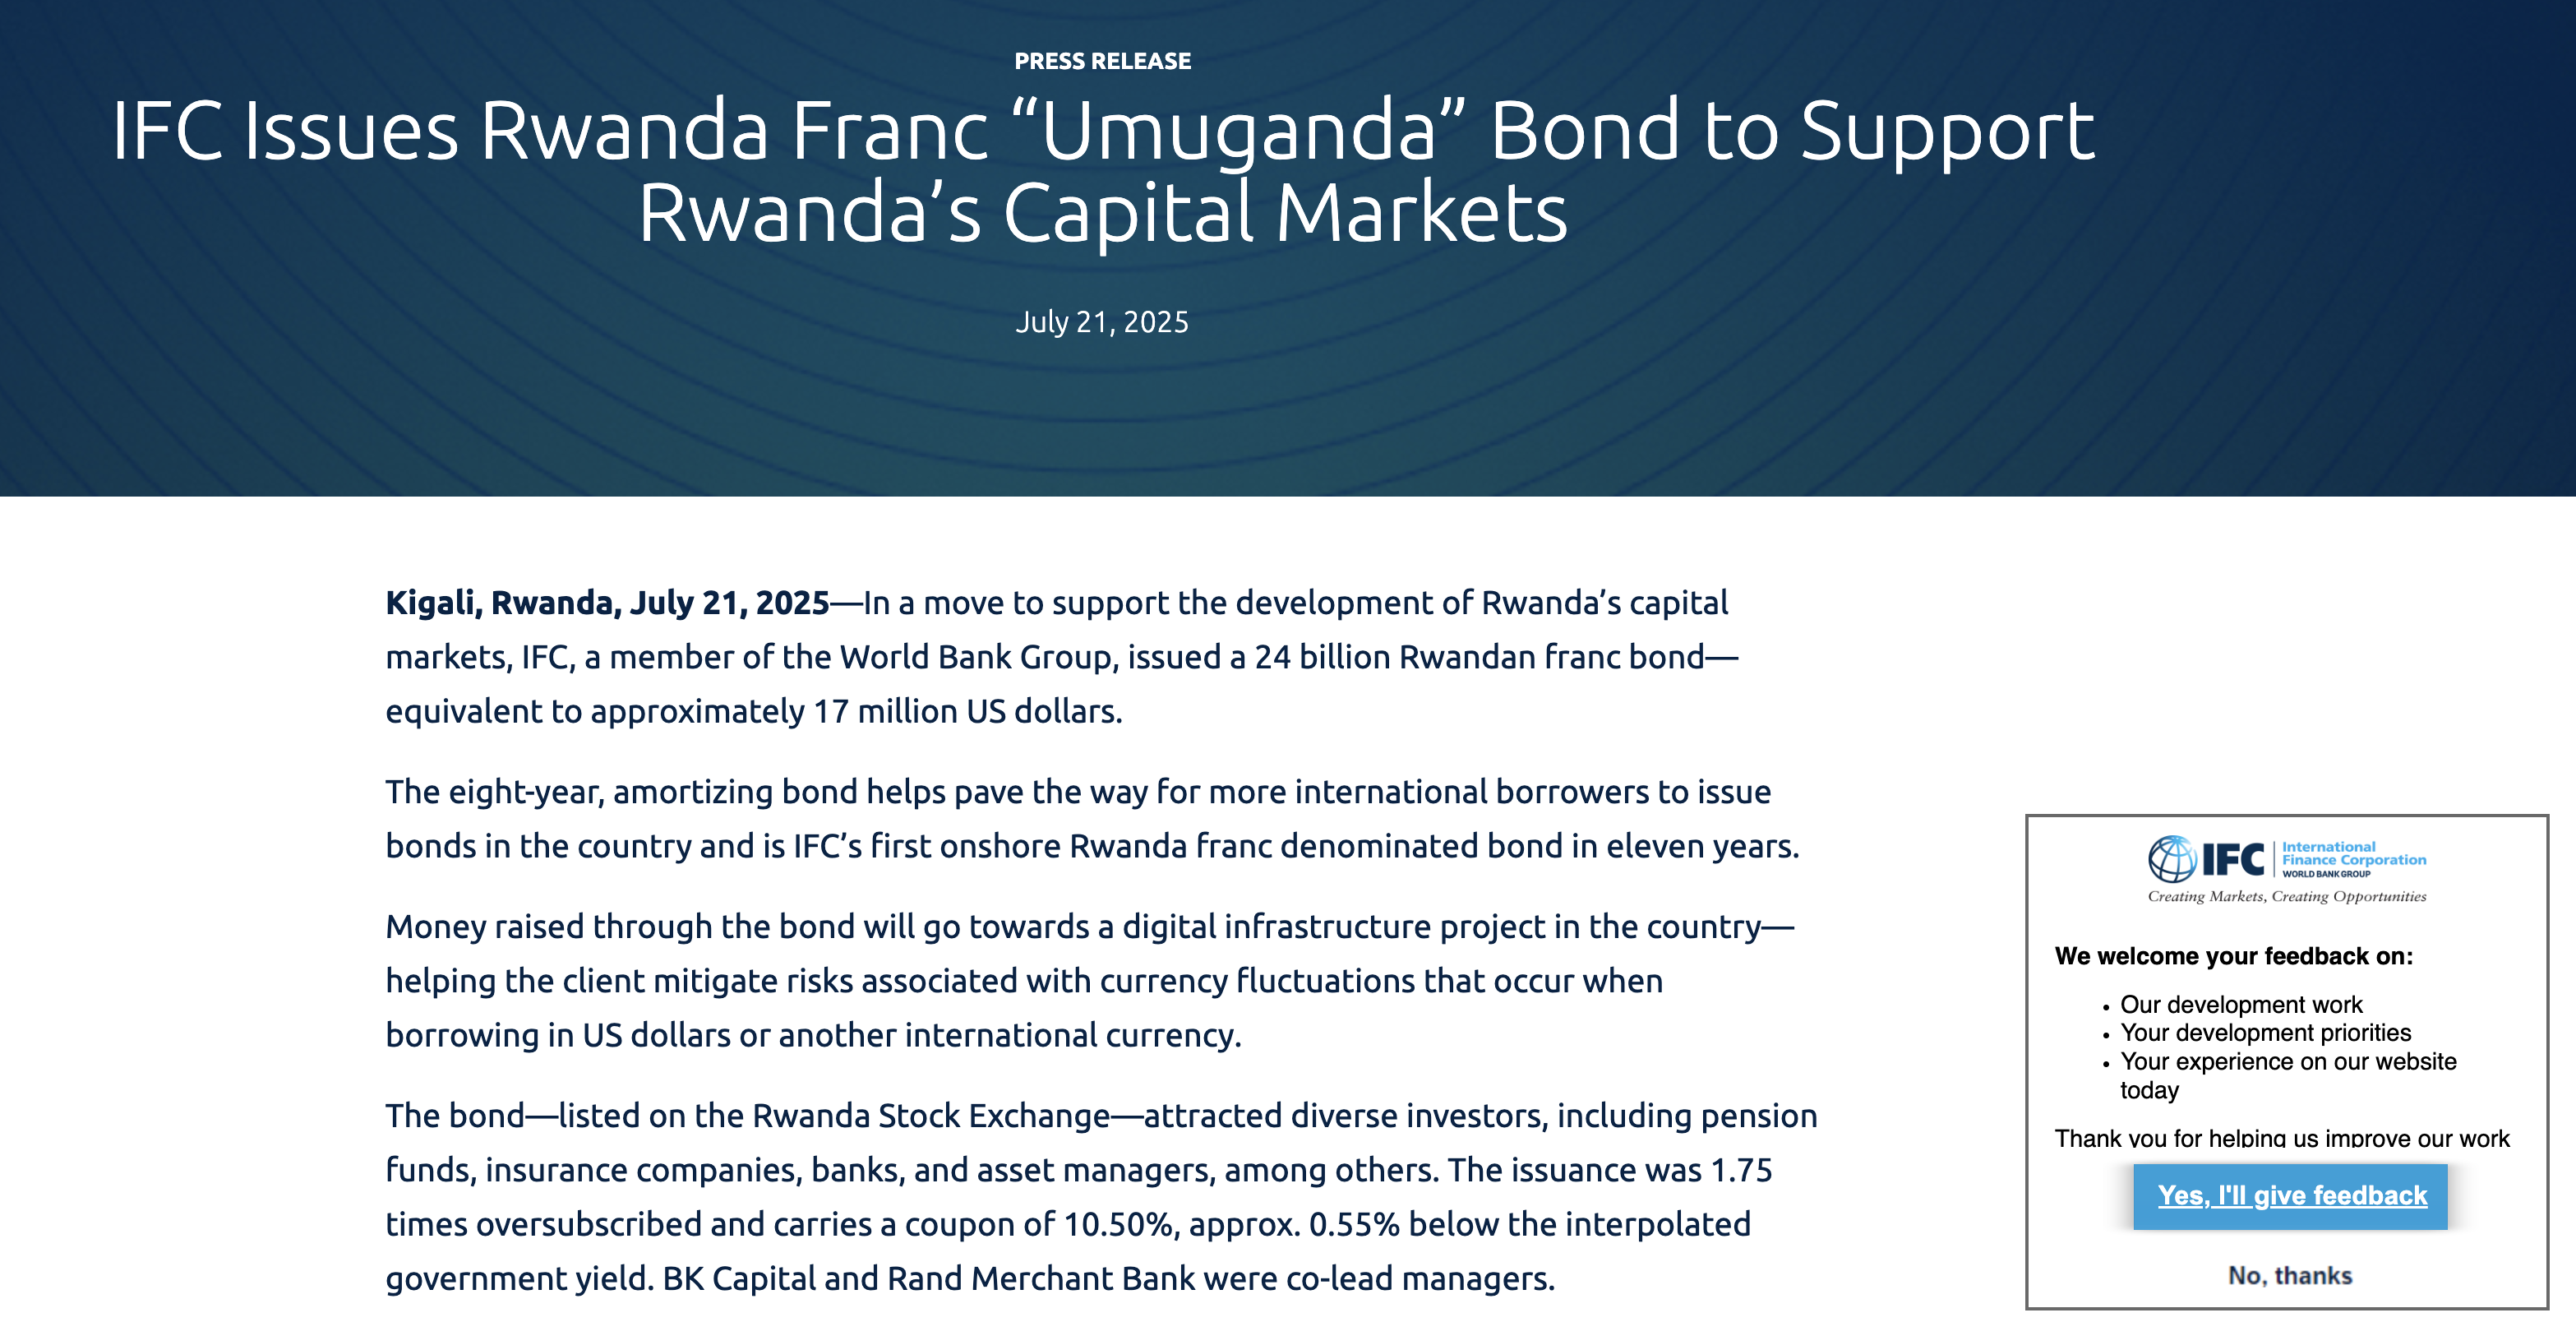 PRESS RELEASE
IFC Issues Rwanda Franc “Umuganda” Bond to Support
Rwanda’s Capital Markets
July 21, 2025
Kigali, Rwanda, July 21, 2025—In a move to support the development of Rwanda’s capital
markets, IFC, a member of the World Bank Group, issued a 24 billion Rwandan franc bond—
equivalent to approximately 17 million US dollars.
The eight-year, amortizing bond helps pave the way for more international borrowers to issue
bonds in the country and is IFC’s first onshore Rwanda franc denominated bond in eleven years.
Money raised through the bond will go towards a digital infrastructure project in the country—
helping the client mitigate risks associated with currency fluctuations that occur when
borrowing in US dollars or another international currency.
The bond—listed on the Rwanda Stock Exchange—attracted diverse investors, including pension
funds, insurance companies, banks, and asset managers, among others. The issuance was 1.75
times oversubscribed and carries a coupon of 10.50%, approx. 0.55% below the interpolated
government yield. BK Capital and Rand Merchant Bank were co-lead managers.
IFC
International
Finance Corporation
WORLD BANK GROUP
Creating Markets, Creating Opportunities
We welcome your feedback on:
• Our development work
• Your development priorities
• Your experience on our website
today
Thank you for helping us improve our work
Yes, I'll give feedback
No, thanks